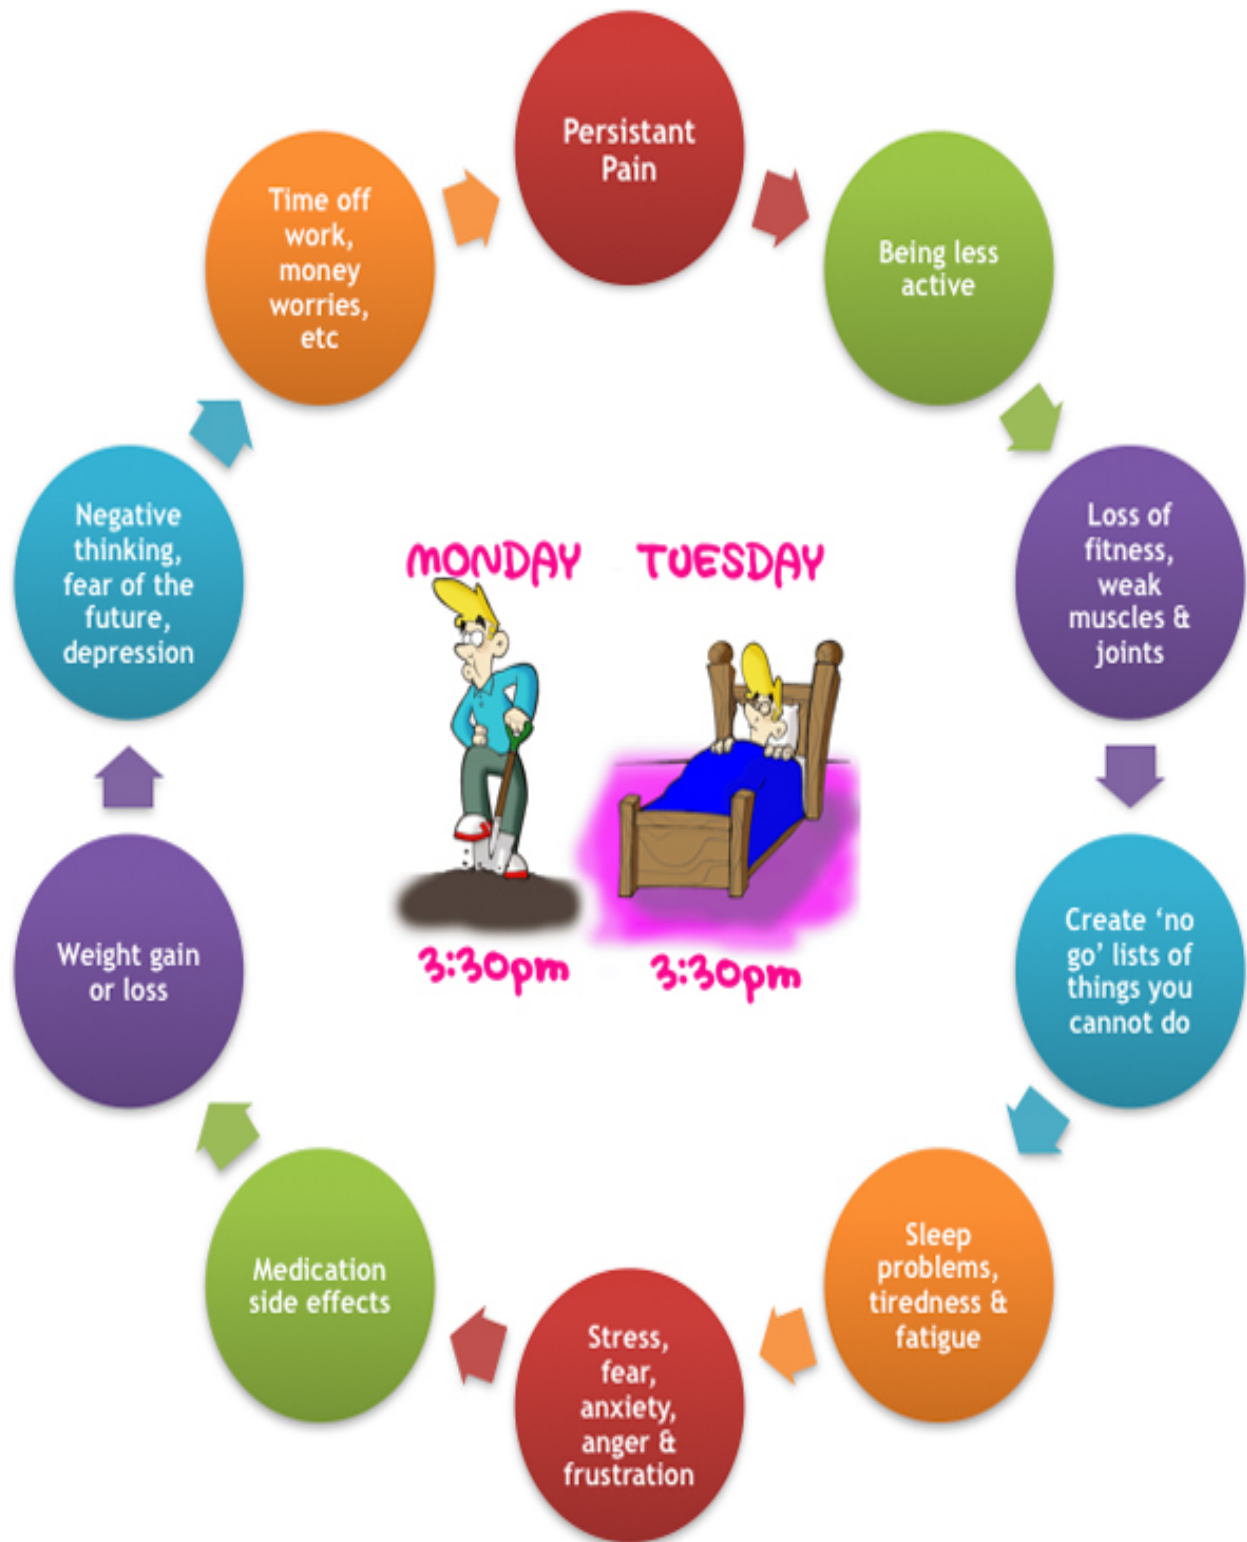 Persistant
Pain
Being less
active
Loss of
fitness,
weak
muscles &
joints
Create ‘no
go’ lists of
things you
cannot do
Sleep
problems,
tiredness &
fatigue
Stress,
fear,
anxiety,
anger &
frustration
Medication
side effects
Weight gain
or loss
Negative
thinking,
fear of the
future,
depression
Time off
work,
money
worries,
etc
MONDAY TUESDAY
3:30pm 3:30pm